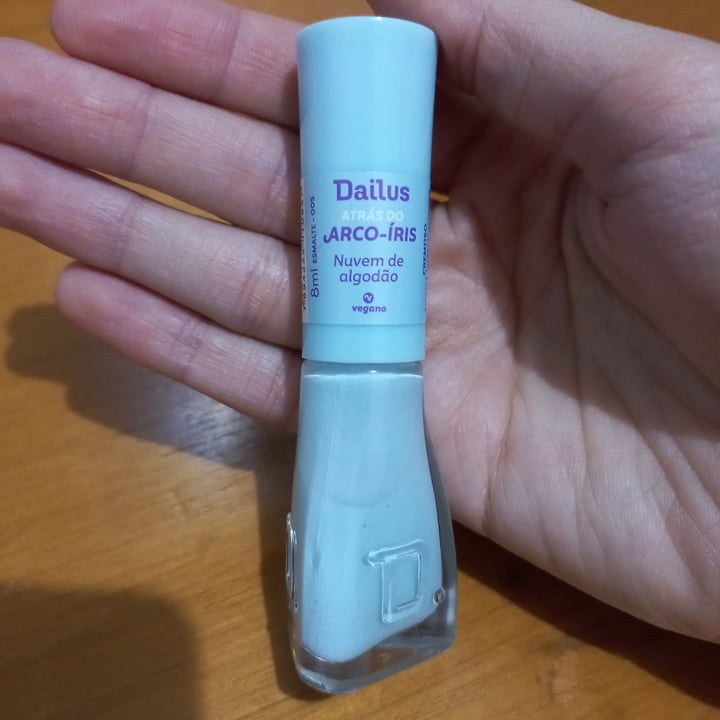 Dailus
ATRÁS DO
ARCO-ÍRIS
Nuvem de
algodão
vegano
8ml ESMALTE - 005
CREMOSO
D